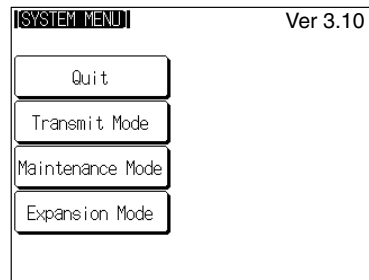 [SYSTEM MENU] Ver 3.10
Quit
Transmit Mode
Maintenance Mode
Expansion Mode